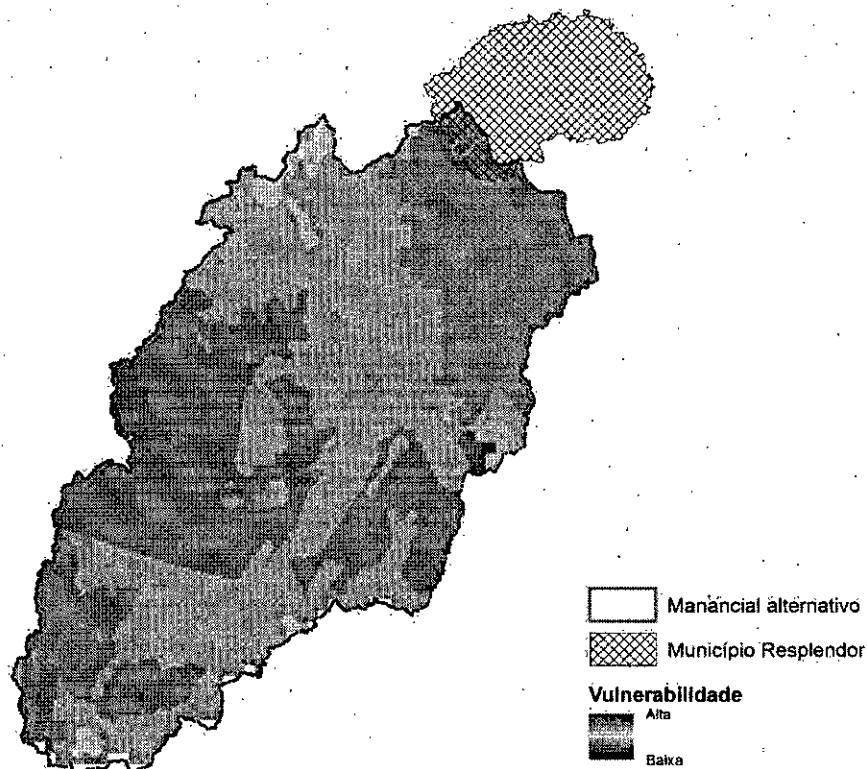 Manancial alternativo
Município Resplendor
Vulnerabilidade
Alta
Baixa